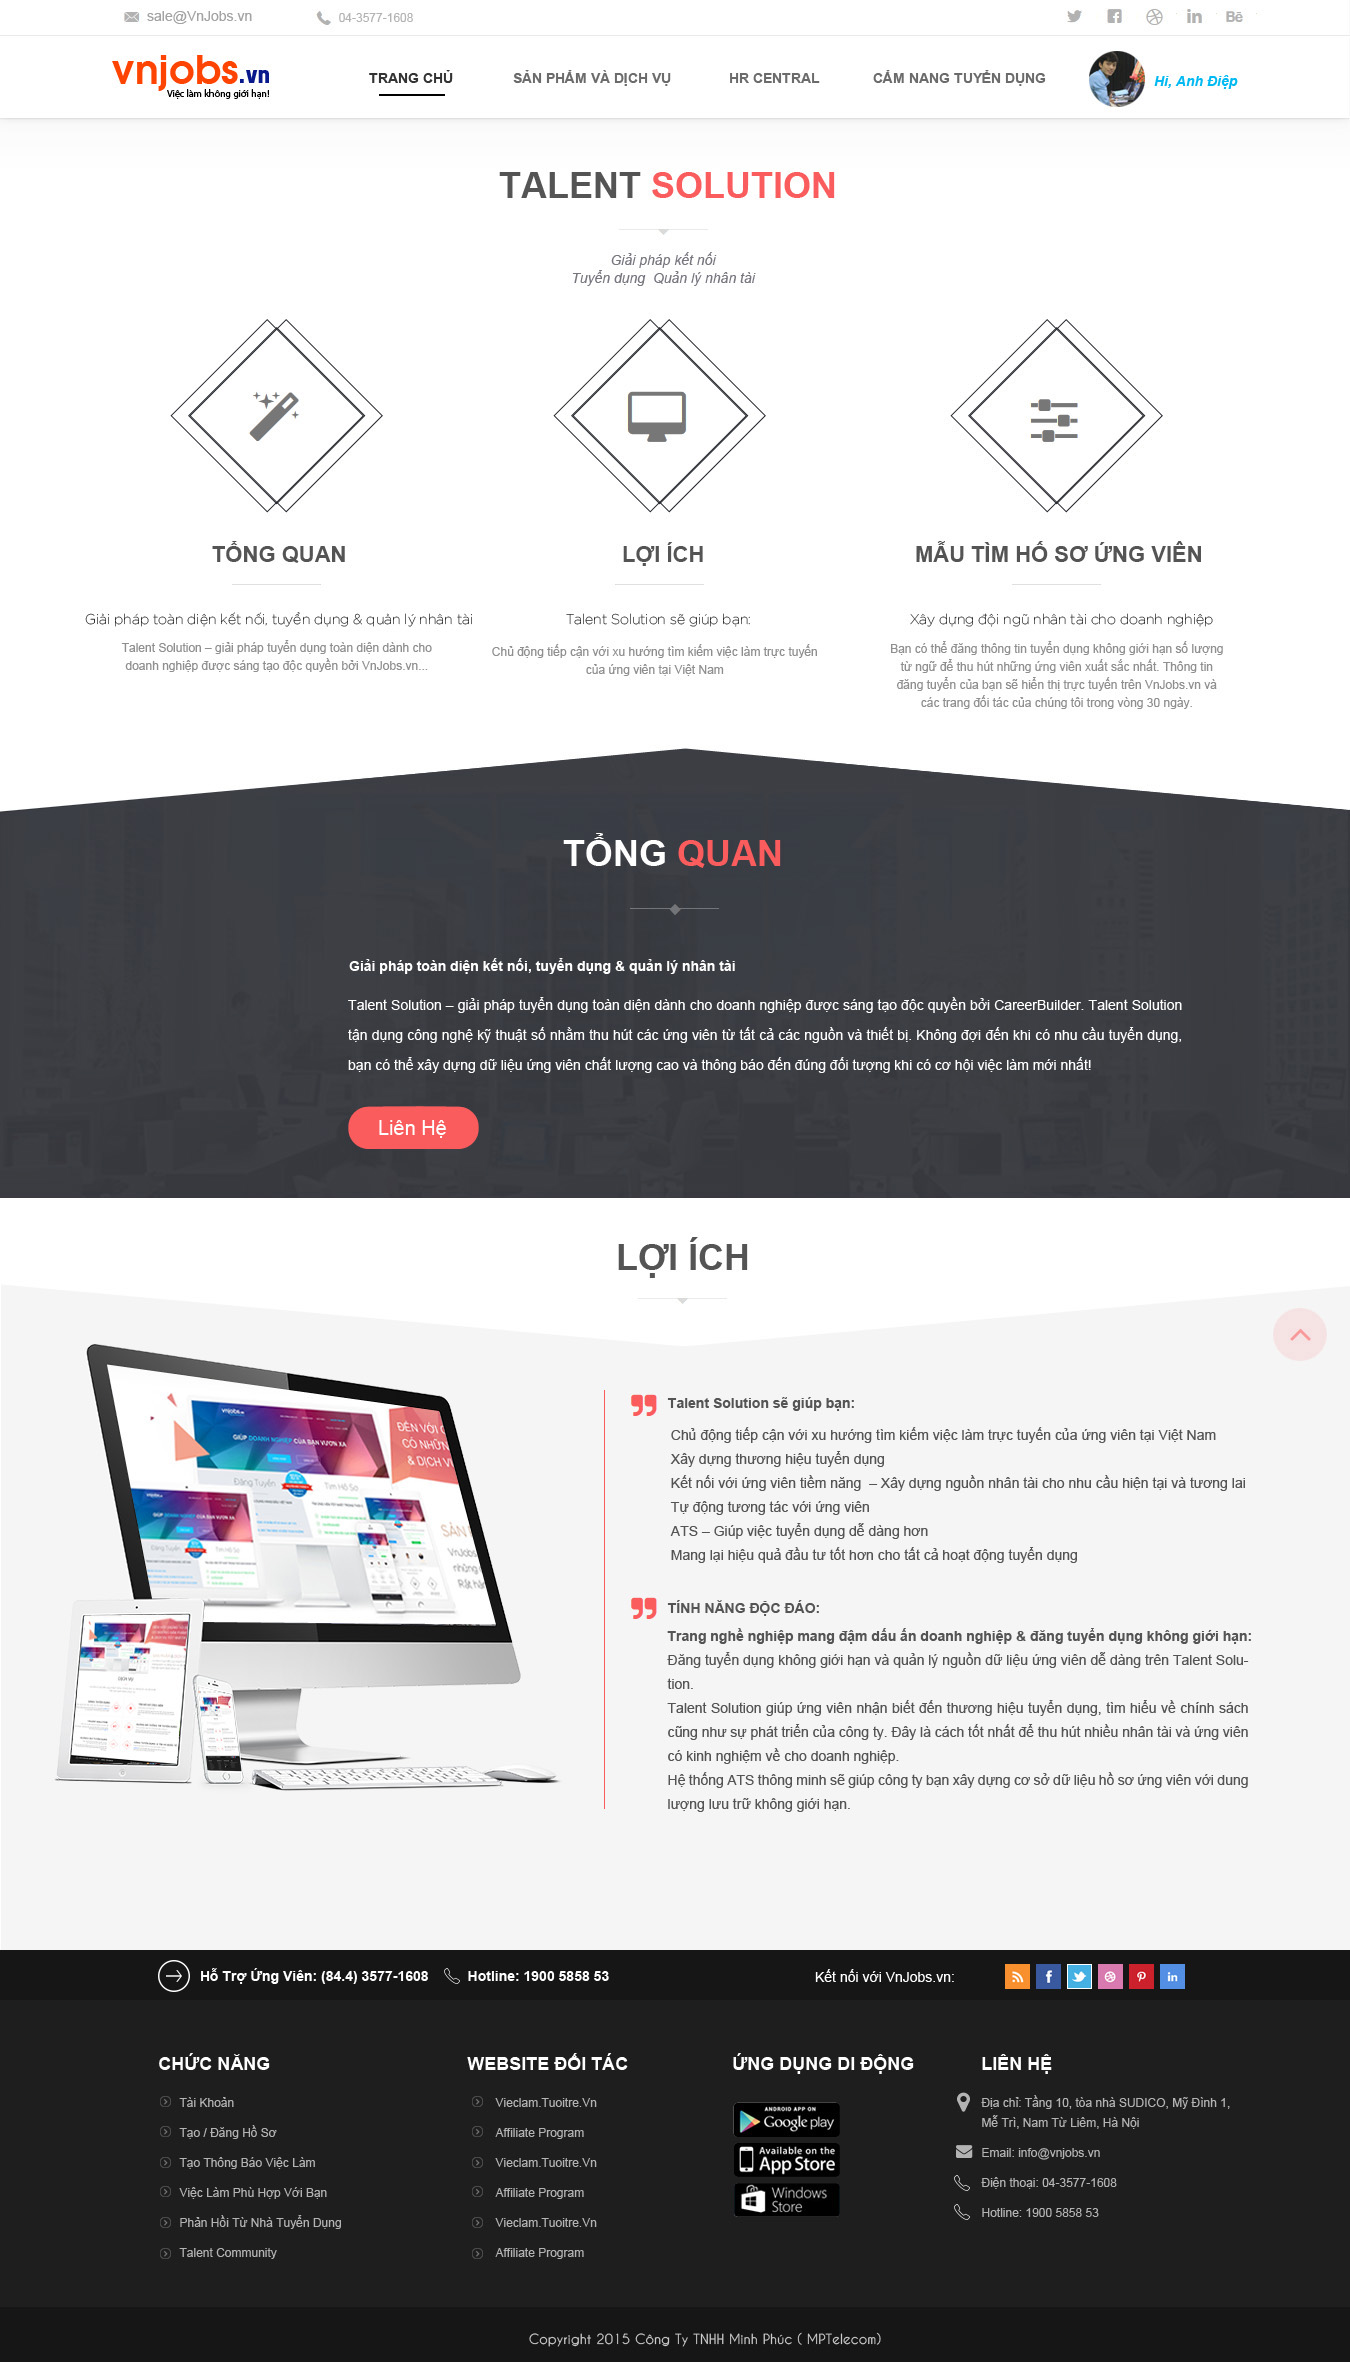 sale@VnJobs.vn
04-3577-1608
Bē
vnjobs.vn
Việc làm không giới hạn!
TRANG CHỦ
SẢN PHẨM VÀ DỊCH VỤ
HR CENTRAL
CẨM NANG TUYỂN DỤNG
Hi, Anh Điệp
TALENT SOLUTION
Giải pháp kết nối
Tuyển dụng Quản lý nhân tài
TỔNG QUAN
Giải pháp toàn diện kết nối, tuyển dụng & quản lý nhân tài
Talent Solution – giải pháp tuyển dụng toàn diện dành cho
doanh nghiệp được sáng tạo độc quyền bởi VnJobs.vn...
LỢI ÍCH
Talent Solution sẽ giúp bạn:
Chủ động tiếp cận với xu hướng tìm kiếm việc làm trực tuyến
của ứng viên tại Việt Nam
MẪU TÌM HỒ SƠ ỨNG VIÊN
Xây dựng đội ngũ nhân tài cho doanh nghiệp
Bạn có thể đăng thông tin tuyển dụng không giới hạn số lượng
từ ngữ để thu hút những ứng viên xuất sắc nhất. Thông tin
đăng tuyển của bạn sẽ hiển thị trực tuyến trên VnJobs.vn và
các trang đối tác của chúng tôi trong vòng 30 ngày.
TỔNG QUAN
Giải pháp toàn diện kết nối, tuyển dụng & quản lý nhân tài
Talent Solution – giải pháp tuyển dụng toàn diện dành cho doanh nghiệp được sáng tạo độc quyền bởi CareerBuilder. Talent Solution
tận dụng công nghệ kỹ thuật số nhằm thu hút các ứng viên từ tất cả các nguồn và thiết bị. Không đợi đến khi có nhu cầu tuyển dụng,
bạn có thể xây dựng dữ liệu ứng viên chất lượng cao và thông báo đến đúng đối tượng khi có cơ hội việc làm mới nhất!
Liên Hệ
LỢI ÍCH
vnjobs.vn
GIÚP DOANH NGHIỆP CỦA BẠN VƯƠN XA
ĐẾN VỚI
CÓ NHỮN
& DỊCH V
Đăng Tuyển
Tìm Hồ Sơ
SẢN
VnJobs
những
Rất hâ
Talent Solution sẽ giúp bạn:
Chủ động tiếp cận với xu hướng tìm kiếm việc làm trực tuyến của ứng viên tại Việt Nam
Xây dựng thương hiệu tuyển dụng
Kết nối với ứng viên tiềm năng – Xây dựng nguồn nhân tài cho nhu cầu hiện tại và tương lai
Tự động tương tác với ứng viên
ATS – Giúp việc tuyển dụng dễ dàng hơn
Mang lại hiệu quả đầu tư tốt hơn cho tất cả hoạt động tuyển dụng
TÍNH NĂNG ĐỘC ĐÁO:
Trang nghề nghiệp mang đậm dấu ấn doanh nghiệp & đăng tuyển dụng không giới hạn:
Đăng tuyển dụng không giới hạn và quản lý nguồn dữ liệu ứng viên dễ dàng trên Talent Solu-
tion.
Talent Solution giúp ứng viên nhận biết đến thương hiệu tuyển dụng, tìm hiểu về chính sách
cũng như sự phát triển của công ty. Đây là cách tốt nhất để thu hút nhiều nhân tài và ứng viên
có kinh nghiệm về cho doanh nghiệp.
Hệ thống ATS thông minh sẽ giúp công ty bạn xây dựng cơ sở dữ liệu hồ sơ ứng viên với dung
lượng lưu trữ không giới hạn.
Hỗ Trợ Ứng Viên: (84.4) 3577-1608
Hotline: 1900 5858 53
Kết nối với VnJobs.vn:
CHỨC NĂNG
Tài Khoản
Tạo / Đăng Hồ Sơ
Tạo Thông Báo Việc Làm
Việc Làm Phù Hợp Với Bạn
Phản Hồi Từ Nhà Tuyển Dụng
Talent Community
WEBSITE ĐỐI TÁC
Vieclam.Tuoitre.Vn
Affiliate Program
Vieclam.Tuoitre.Vn
Affiliate Program
Vieclam.Tuoitre.Vn
Affiliate Program
ỨNG DỤNG DI ĐỘNG
ANDROID APP ON
Google play
Available on the
App Store
Windows
Store
LIÊN HỆ
Địa chỉ: Tầng 10, tòa nhà SUDICO, Mỹ Đình 1,
Mễ Trì, Nam Từ Liêm, Hà Nội
Email: info@vnjobs.vn
Điện thoại: 04-3577-1608
Hotline: 1900 5858 53
Copyright 2015 Công Ty TNHH Minh Phúc ( MPTelecom)